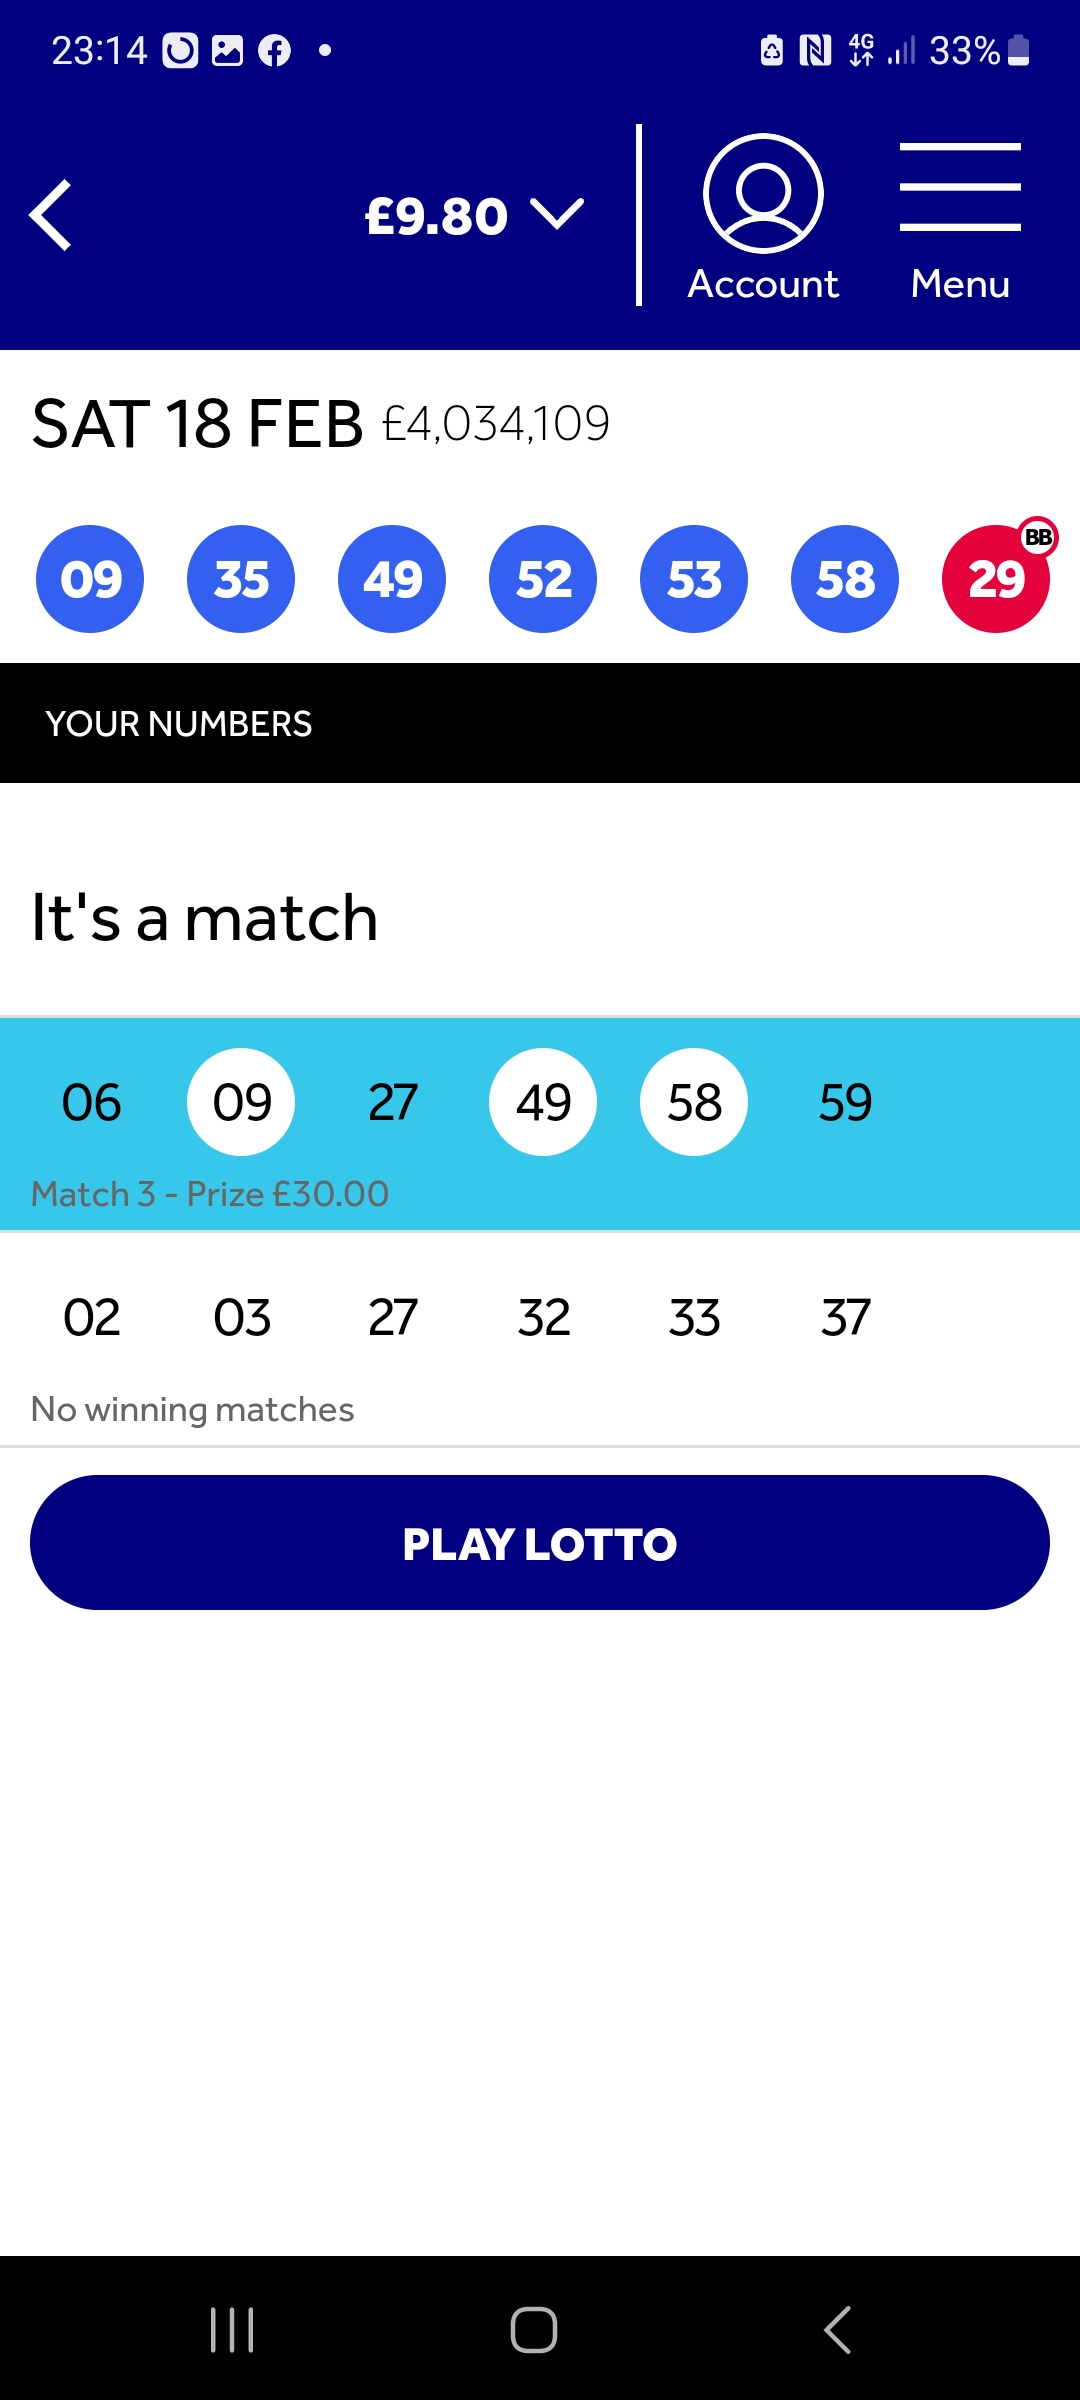 23:14 4G 33%
£9.80
Account Menu
SAT 18 FEB £4,034,109
BB
09 35 49 52 53 58 29
YOUR NUMBERS
It's a match
06 09 27 49 58 59
Match 3 - Prize £30.00
02 03 27 32 33 37
No winning matches
PLAY LOTTO